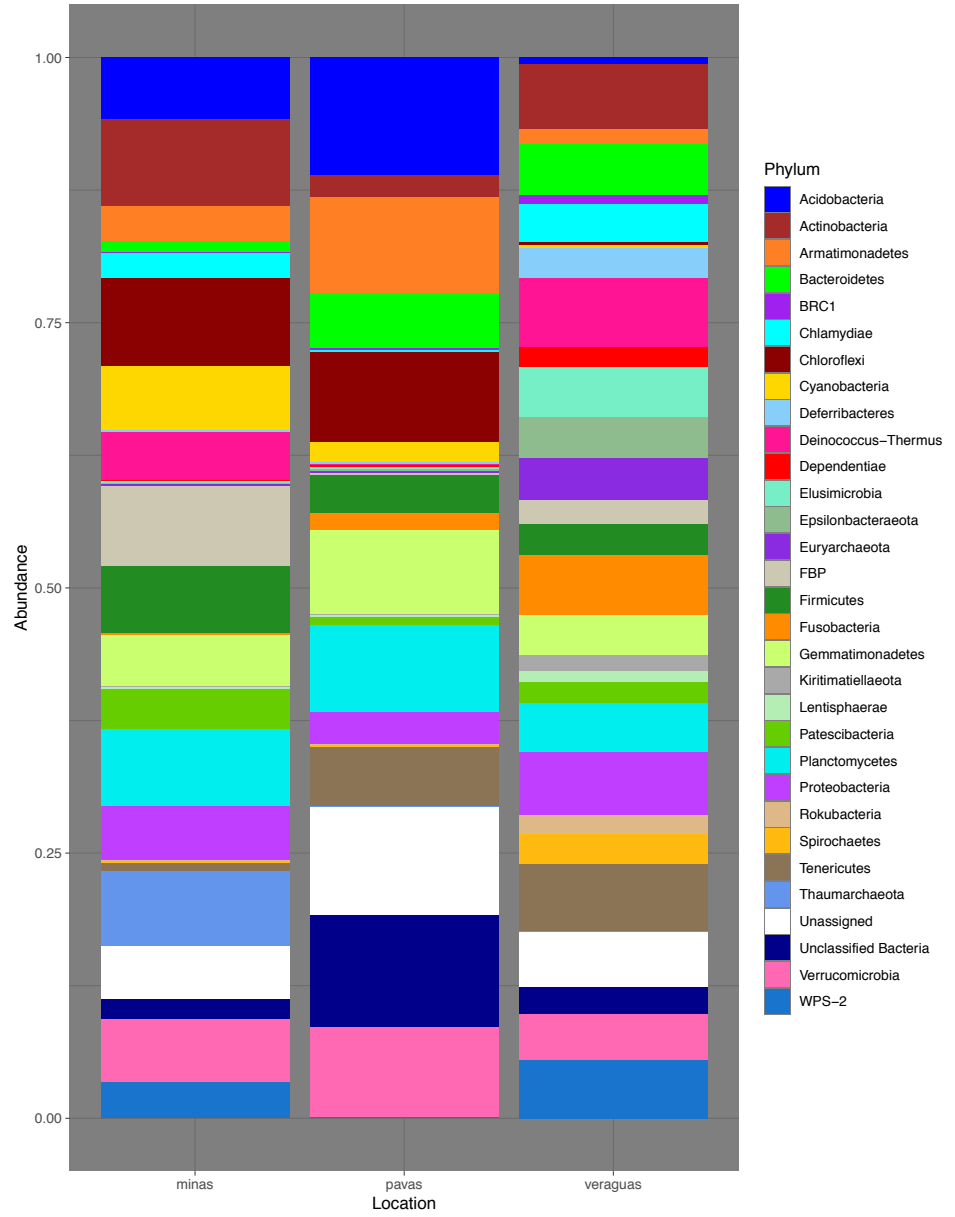 1.00
0.75
0.50
0.25
0.00
Abundance
minas
pavas
veraguas
Location
Phylum
Acidobacteria
Actinobacteria
Armatimonadetes
Bacteroidetes
BRC1
Chlamydiae
Chloroflexi
Cyanobacteria
Deferribacteres
Deinococcus−Thermus
Dependentiae
Elusimicrobia
Epsilonbacteraeota
Euryarchaeota
FBP
Firmicutes
Fusobacteria
Gemmatimonadetes
Kiritimatiellaeota
Lentisphaerae
Patescibacteria
Planctomycetes
Proteobacteria
Rokubacteria
Spirochaetes
Tenericutes
Thaumarchaeota
Unassigned
Unclassified Bacteria
Verrucomicrobia
WPS−2